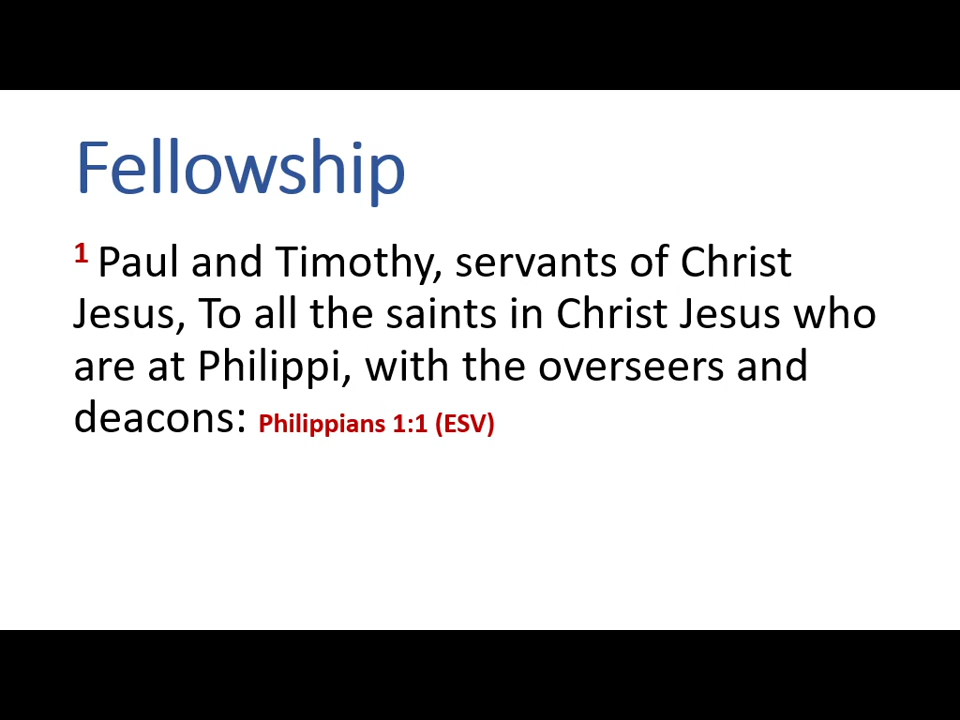 Fellowship
1 Paul and Timothy, servants of Christ
Jesus, To all the saints in Christ Jesus who
are at Philippi, with the overseers and
deacons: Philippians 1:1 (ESV)